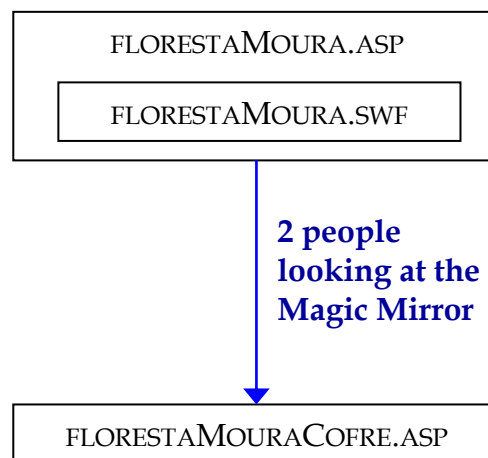 FLORESTAMOURA.ASP
FLORESTAMOURA.SWF
2 people
looking at the
Magic Mirror
FLORESTAMOURACOFRE.ASP